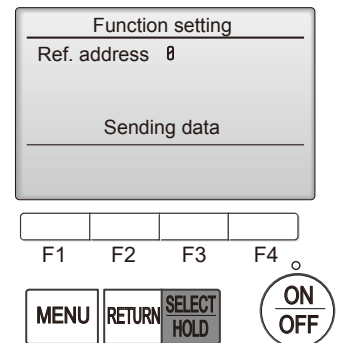 Function setting
Ref. address 0
Sending data
F1 F2 F3 F4
MENU RETURN SELECT HOLD ON OFF